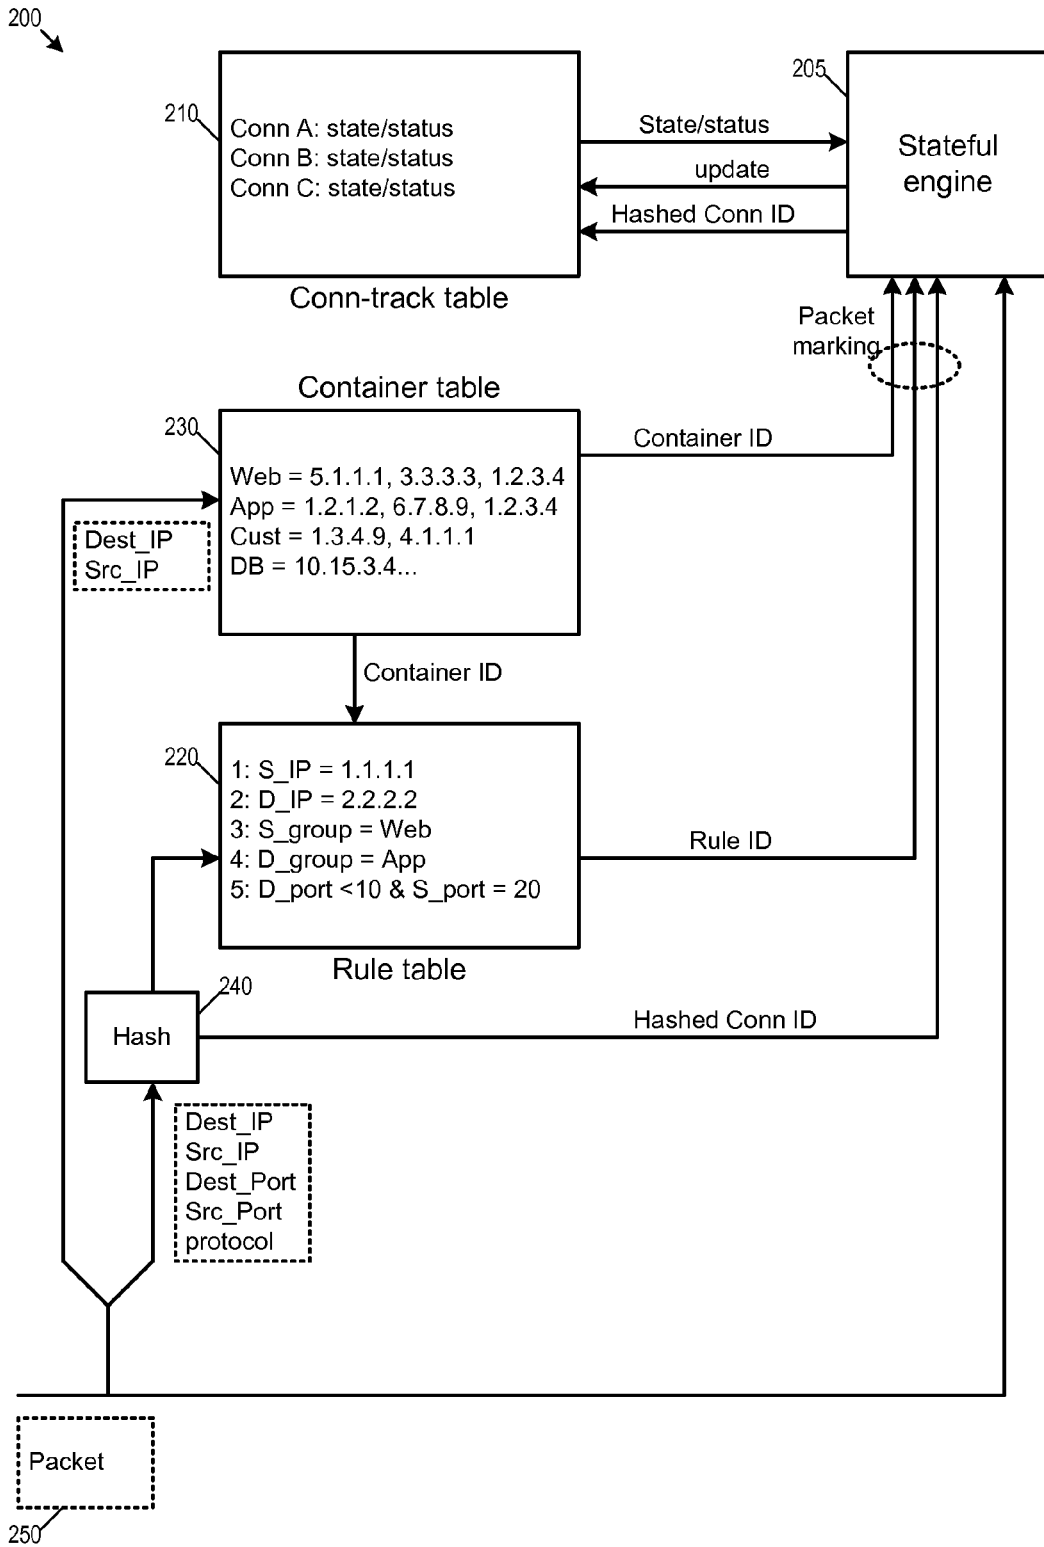 200
210
Conn A: state/status
Conn B: state/status
Conn C: state/status
Conn-track table
State/status
update
Hashed Conn ID
205
Stateful
engine
Packet
marking
Container table
230
Web = 5.1.1.1, 3.3.3.3, 1.2.3.4
App = 1.2.1.2, 6.7.8.9, 1.2.3.4
Cust = 1.3.4.9, 4.1.1.1
DB = 10.15.3.4...
Container ID
Dest_IP
Src_IP
Container ID
220
1: S_IP = 1.1.1.1
2: D_IP = 2.2.2.2
3: S_group = Web
4: D_group = App
5: D_port <10 & S_port = 20
Rule ID
Rule table
240
Hash
Hashed Conn ID
Dest_IP
Src_IP
Dest_Port
Src_Port
protocol
Packet
250